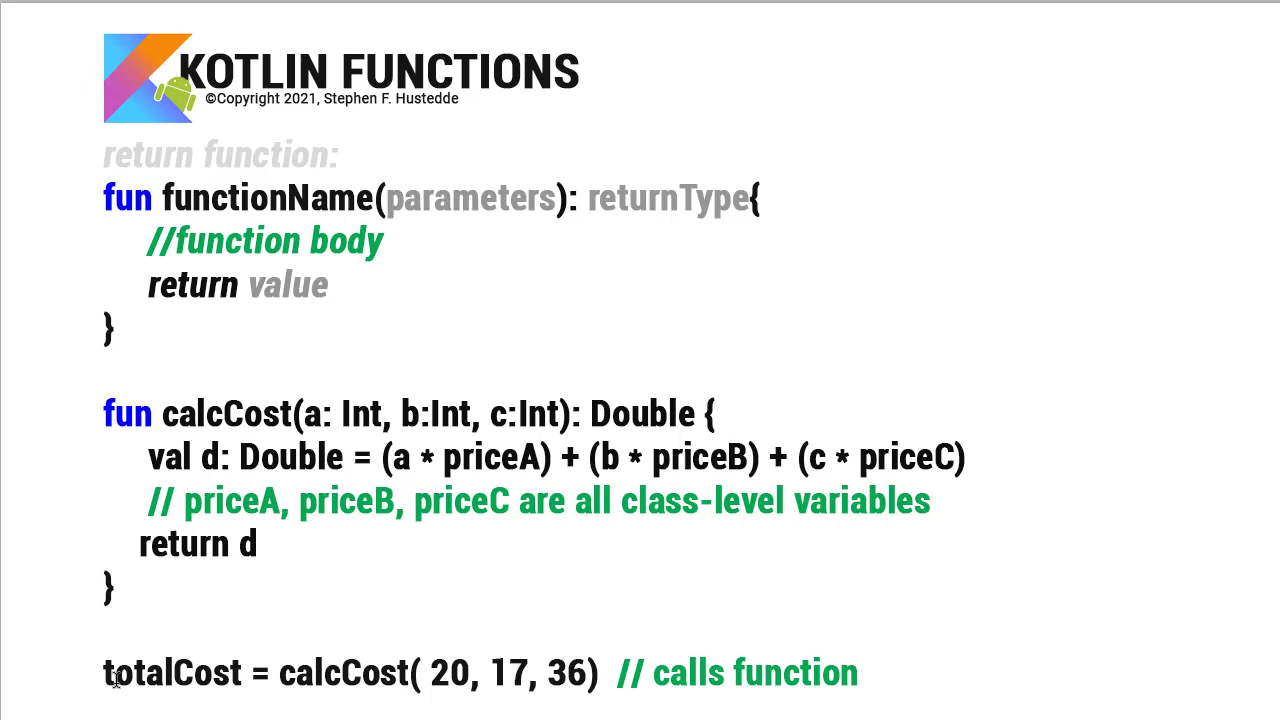 KOTLIN FUNCTIONS
©Copyright 2021, Stephen F. Hustedde
return function:
fun functionName(parameters): returnType{
//function body
return value
}
fun calcCost(a: Int, b:Int, c:Int): Double {
val d: Double = (a * priceA) + (b * priceB) + (c * priceC)
// priceA, priceB, priceC are all class-level variables
return d
}
totalCost = calcCost( 20, 17, 36) // calls function